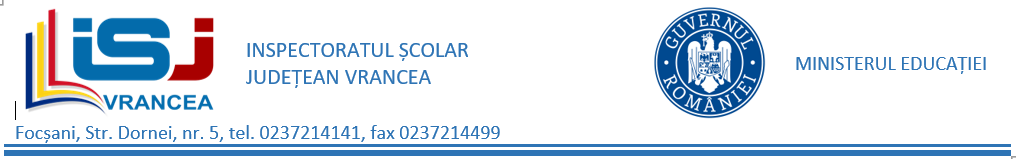 ISJ
VRANCEA
INSPECTORATUL ȘCOLAR
JUDEȚEAN VRANCEA
GUVERNUL ROMÂNIEI
MINISTERUL EDUCAȚIEI
Focșani, Str. Dornei, nr. 5, tel. 0237214141, fax 0237214499